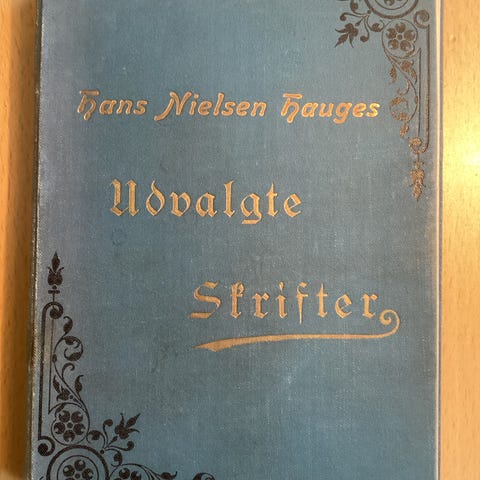 Hans Nielsen Hauges
Udvalgte
Skrifter